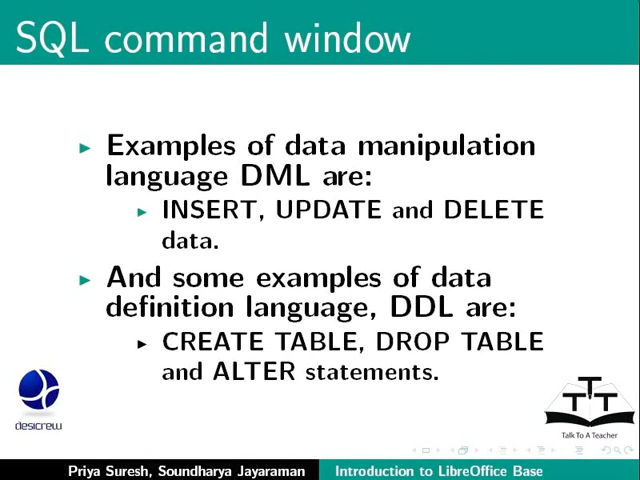 SQL command window
Examples of data manipulation
language DML are:
INSERT, UPDATE and DELETE
data.
And some examples of data
definition language, DDL are:
CREATE TABLE, DROP TABLE
and ALTER statements.
desicrew
TTT
Talk To A Teacher
Priya Suresh, Soundharya Jayaraman
Introduction to LibreOffice Base